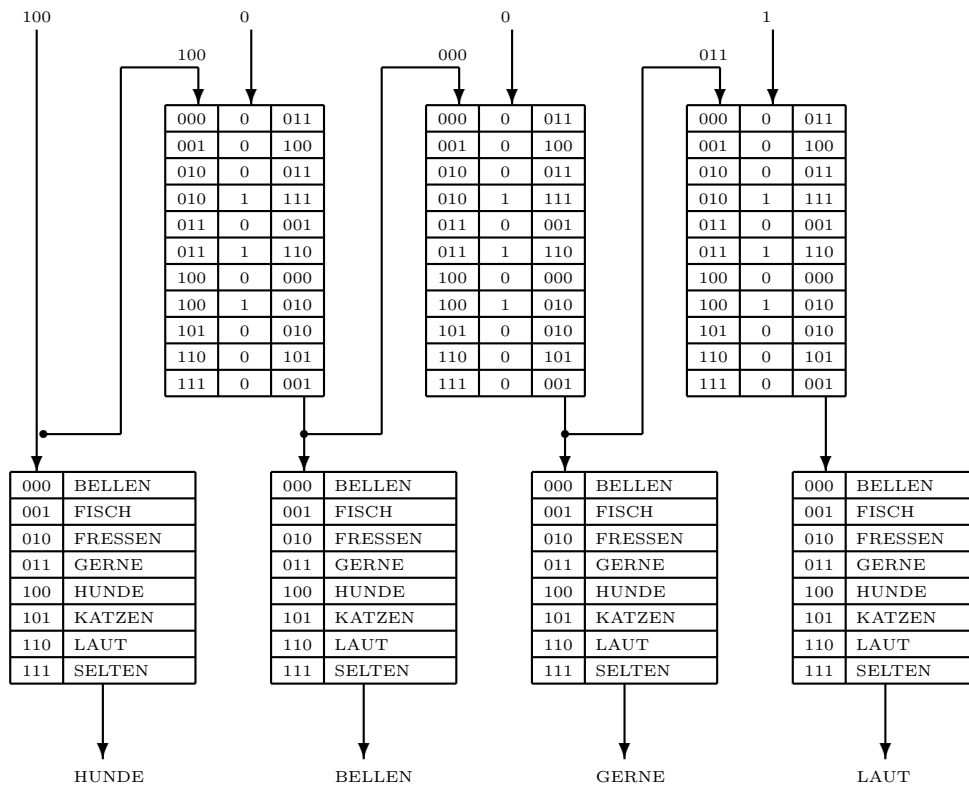 100 0 0 1
100 000 011
000 0 011 000 0 011 000 0 011
001 0 100 001 0 100 001 0 100
010 0 011 010 0 011 010 0 011
010 1 111 010 1 111 010 1 111
011 0 001 011 0 001 011 0 001
011 1 110 011 1 110 011 1 110
100 0 000 100 0 000 100 0 000
100 1 010 100 1 010 100 1 010
101 0 010 101 0 010 101 0 010
110 0 101 110 0 101 110 0 101
111 0 001 111 0 001 111 0 001
000 BELLEN 000 BELLEN 000 BELLEN 000 BELLEN
001 FISCH 001 FISCH 001 FISCH 001 FISCH
010 FRESSEN 010 FRESSEN 010 FRESSEN 010 FRESSEN
011 GERNE 011 GERNE 011 GERNE 011 GERNE
100 HUNDE 100 HUNDE 100 HUNDE 100 HUNDE
101 KATZEN 101 KATZEN 101 KATZEN 101 KATZEN
110 LAUT 110 LAUT 110 LAUT 110 LAUT
111 SELTEN 111 SELTEN 111 SELTEN 111 SELTEN
HUNDE BELLEN GERNE LAUT